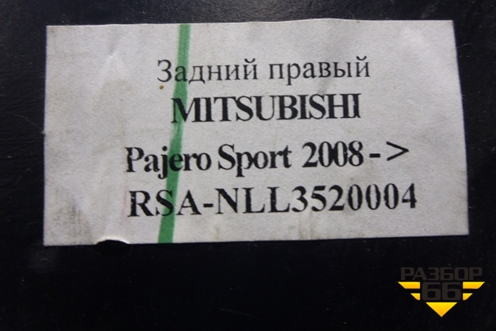 Задний правый
MITSUBISHI
Pajero Sport 2008->
RSA-NLL3520004
РАЗБОР
66